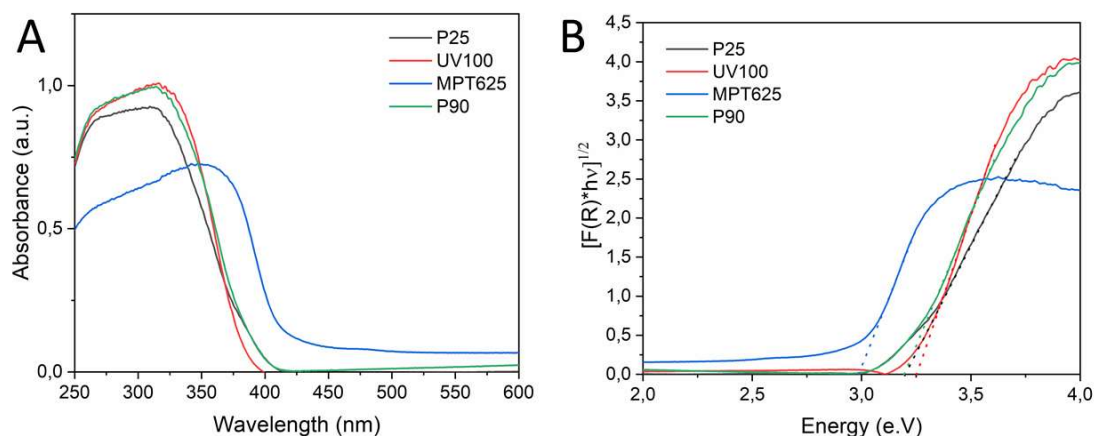 A
P25
UV100
MPT625
P90
Absorbance (a.u.)
1,0
0,5
0,0
250 300 350 400 450 500 550 600
Wavelength (nm)
B
P25
UV100
MPT625
P90
[F(R)*hν]^1/2
4,5
4,0
3,5
3,0
2,5
2,0
1,5
1,0
0,5
0,0
2,0 2,5 3,0 3,5 4,0
Energy (e.V)